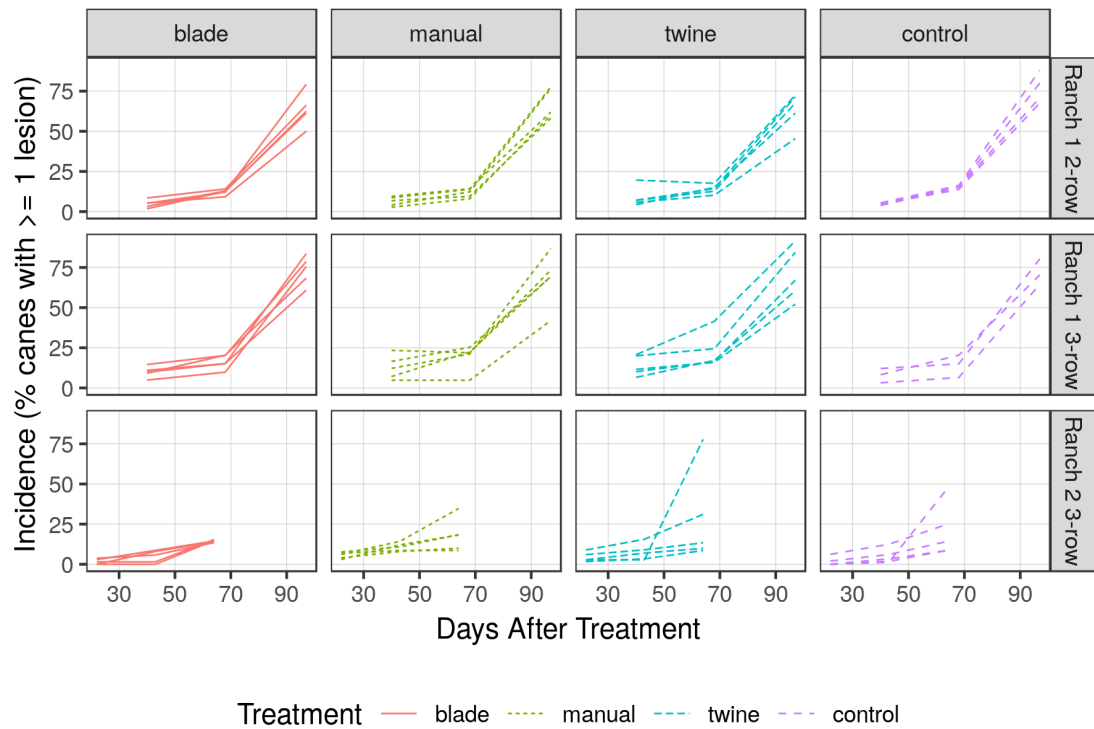 blade manual twine control
Incidence (% canes with >= 1 lesion)
75
50
25
0
Ranch 1 2-row
75
50
25
0
Ranch 1 3-row
75
50
25
0
Ranch 2 3-row
30 50 70 90 30 50 70 90 30 50 70 90 30 50 70 90
Days After Treatment
Treatment blade manual twine control